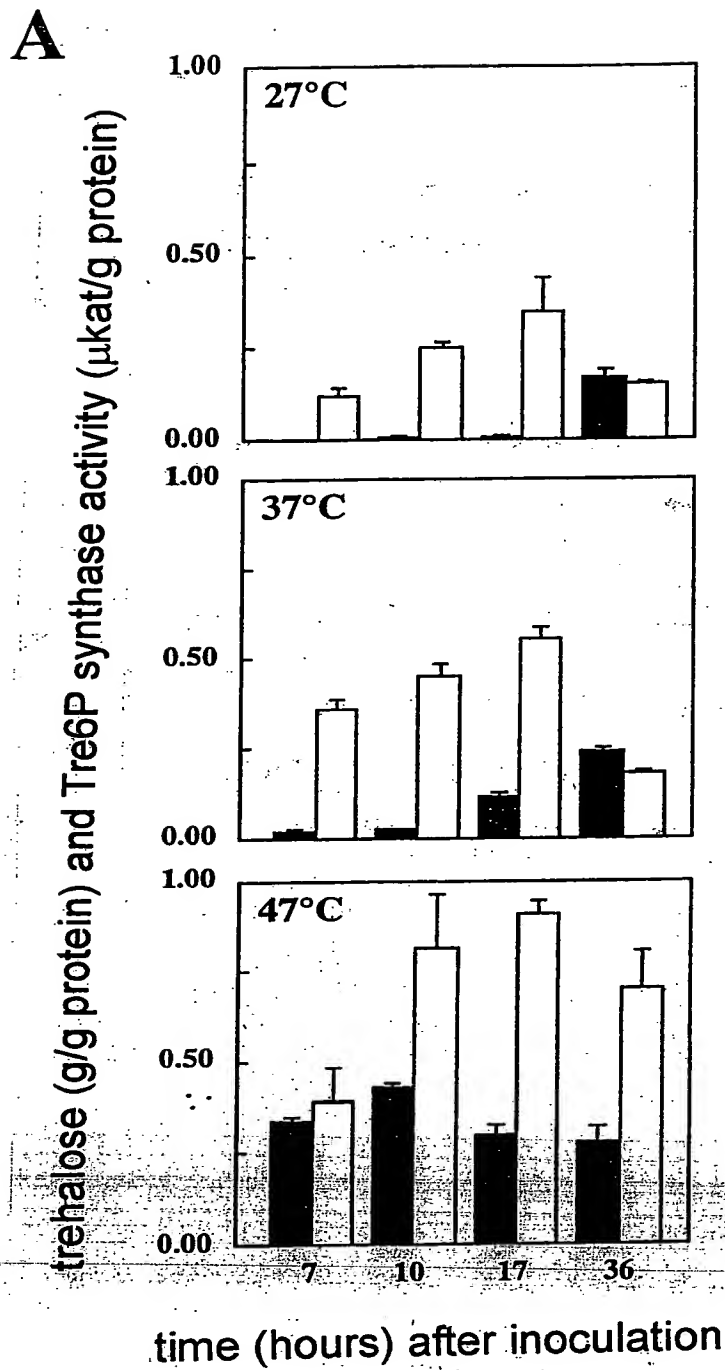 A
trehalose (g/g protein) and Tre6P synthase activity (μkat/g protein)
1.00
27°C
0.50
0.00
1.00
37°C
0.50
0.00
1.00
47°C
0.50
0.00
7 10 17 36
time (hours) after inoculation